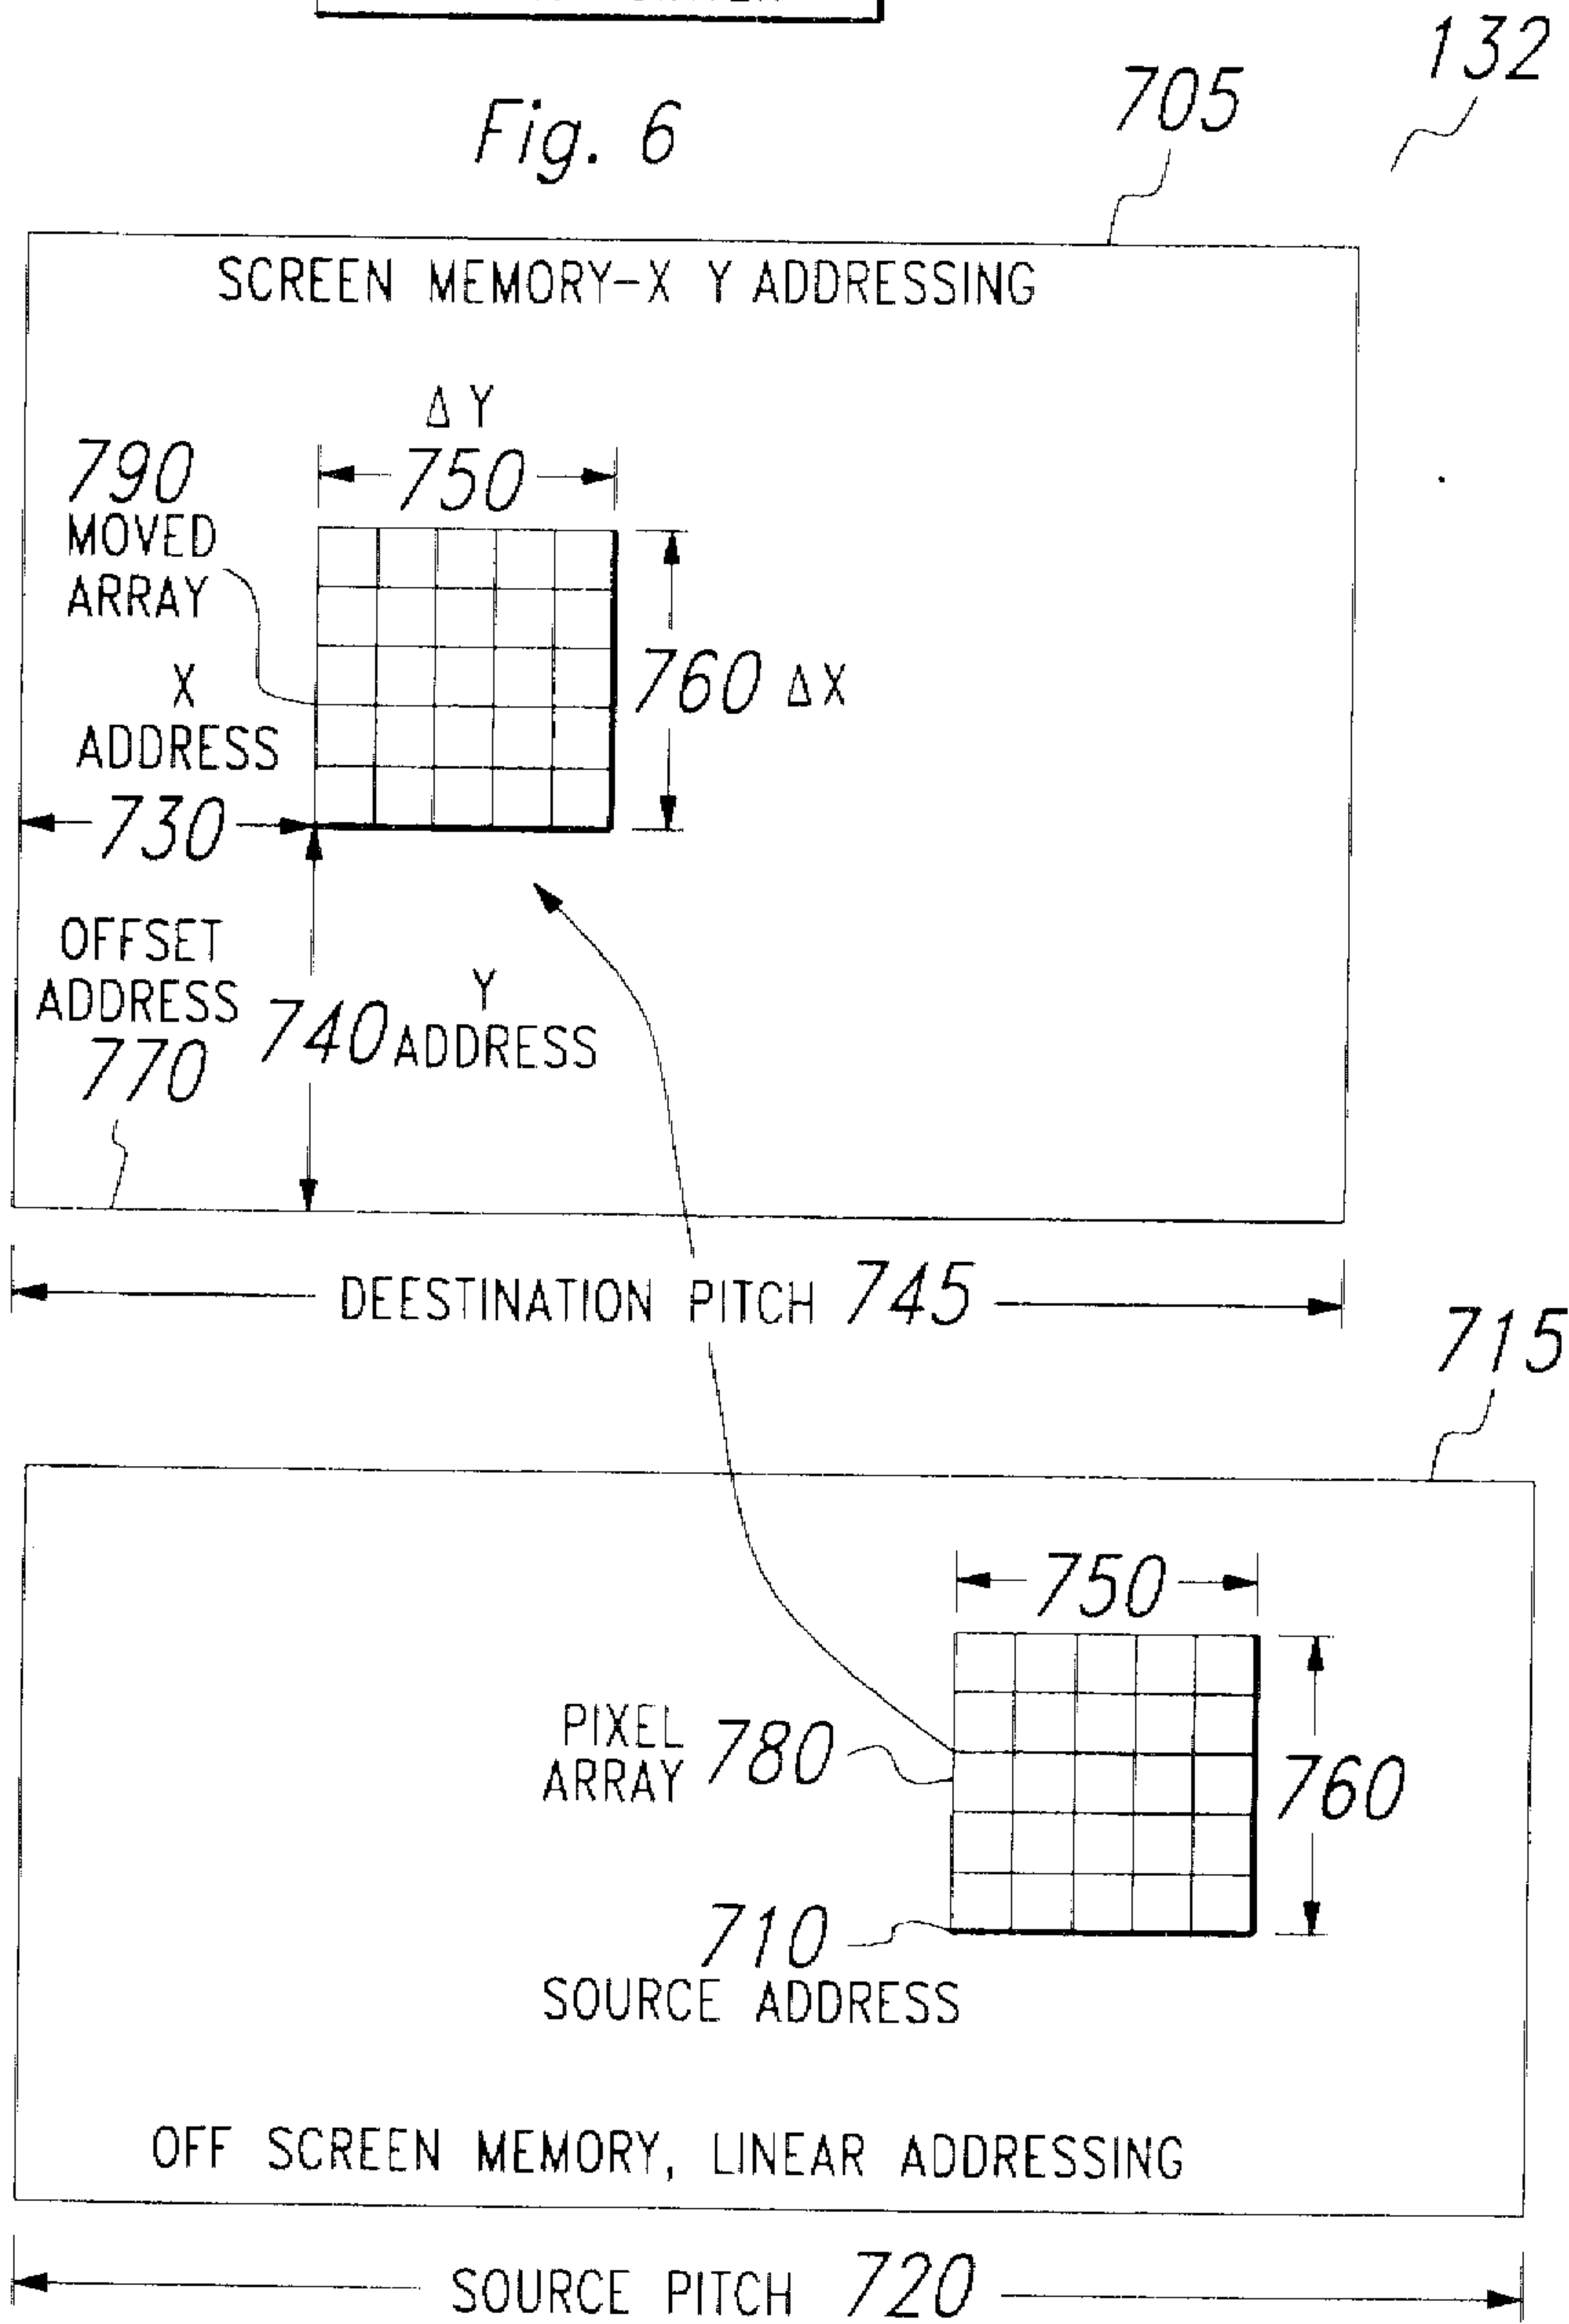 Fig. 6
132
705
SCREEN MEMORY-X Y ADDRESSING
Δ Y
750
790
MOVED
ARRAY
760 Δ X
X
ADDRESS
730
OFFSET
ADDRESS
770
740
Y
ADDRESS
DEESTINATION PITCH 745
715
750
PIXEL
ARRAY
780
760
710
SOURCE ADDRESS
OFF SCREEN MEMORY, LINEAR ADDRESSING
SOURCE PITCH 720